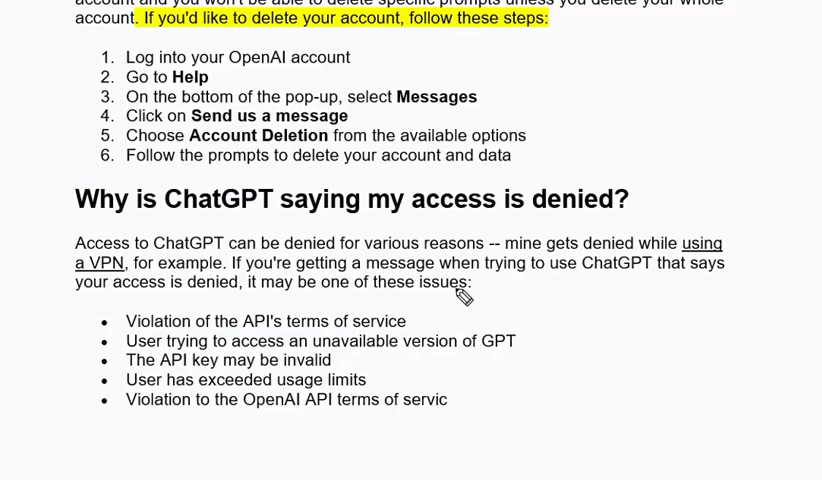 account. If you'd like to delete your account, follow these steps:
1. Log into your OpenAI account
2. Go to Help
3. On the bottom of the pop-up, select Messages
4. Click on Send us a message
5. Choose Account Deletion from the available options
6. Follow the prompts to delete your account and data
Why is ChatGPT saying my access is denied?
Access to ChatGPT can be denied for various reasons -- mine gets denied while using
a VPN, for example. If you're getting a message when trying to use ChatGPT that says
your access is denied, it may be one of these issues:
• Violation of the API's terms of service
• User trying to access an unavailable version of GPT
• The API key may be invalid
• User has exceeded usage limits
• Violation to the OpenAI API terms of servic